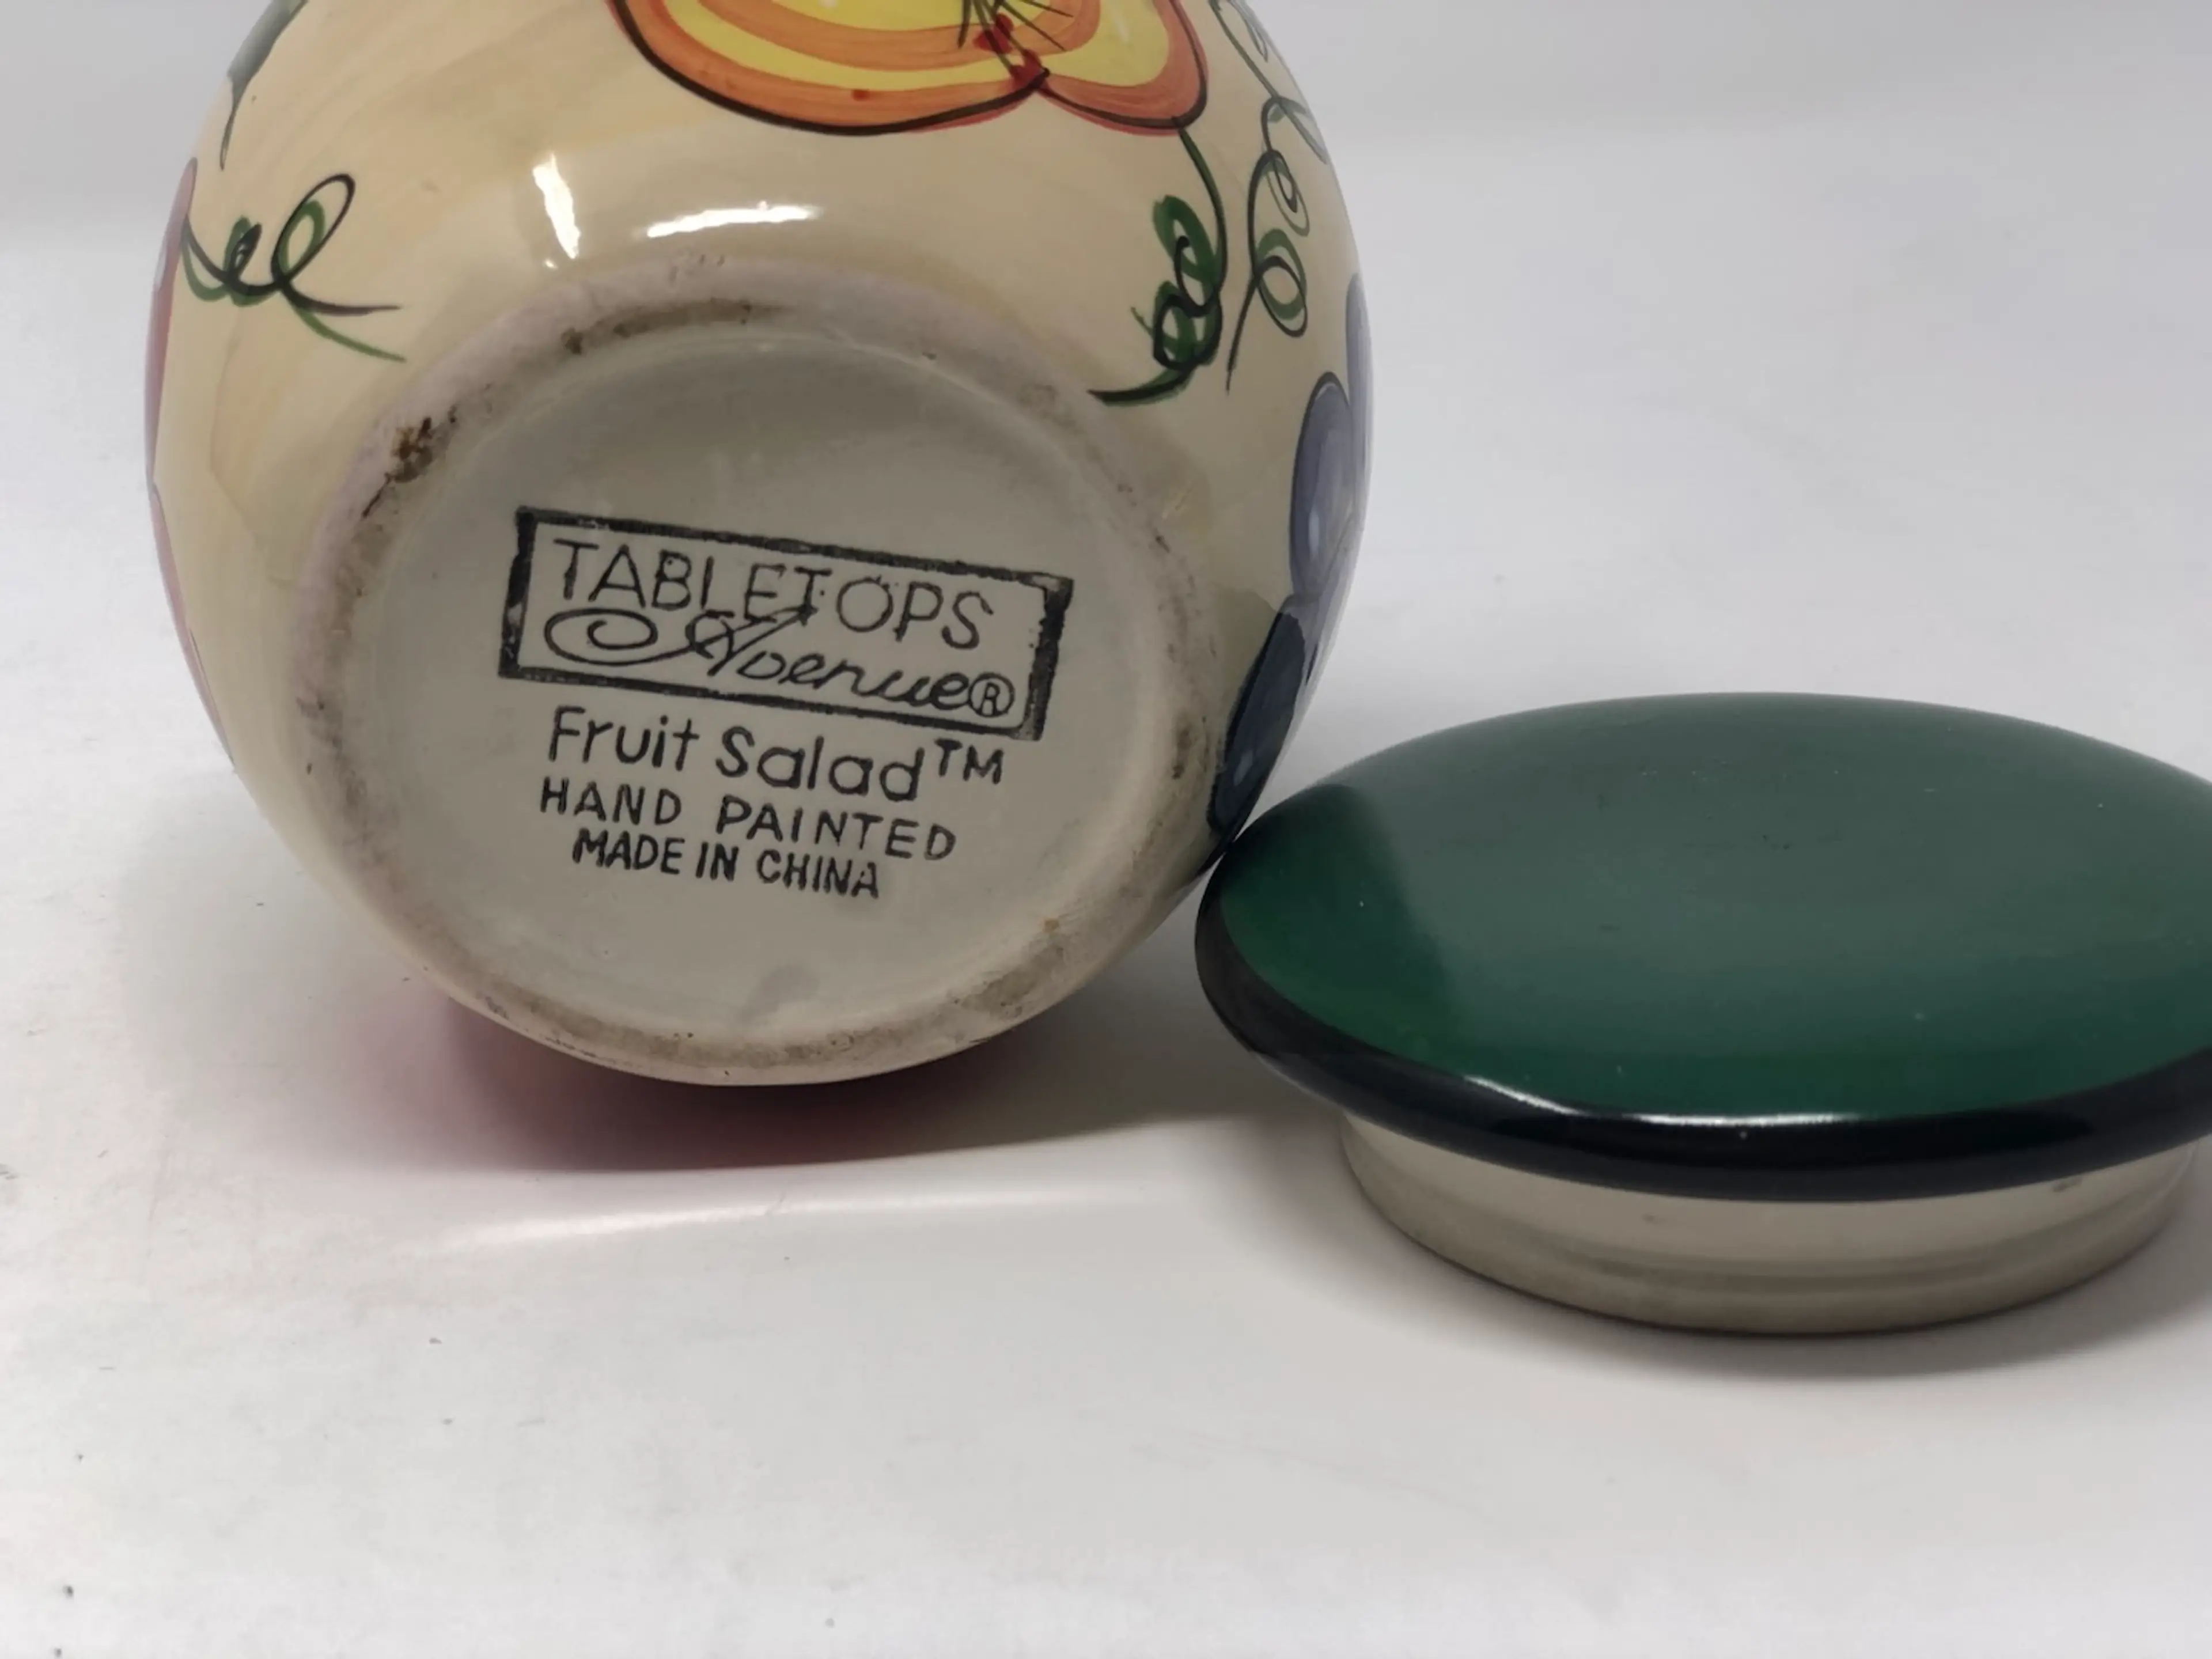 TABLETOPS
Avenue®
Fruit Salad™
HAND PAINTED
MADE IN CHINA